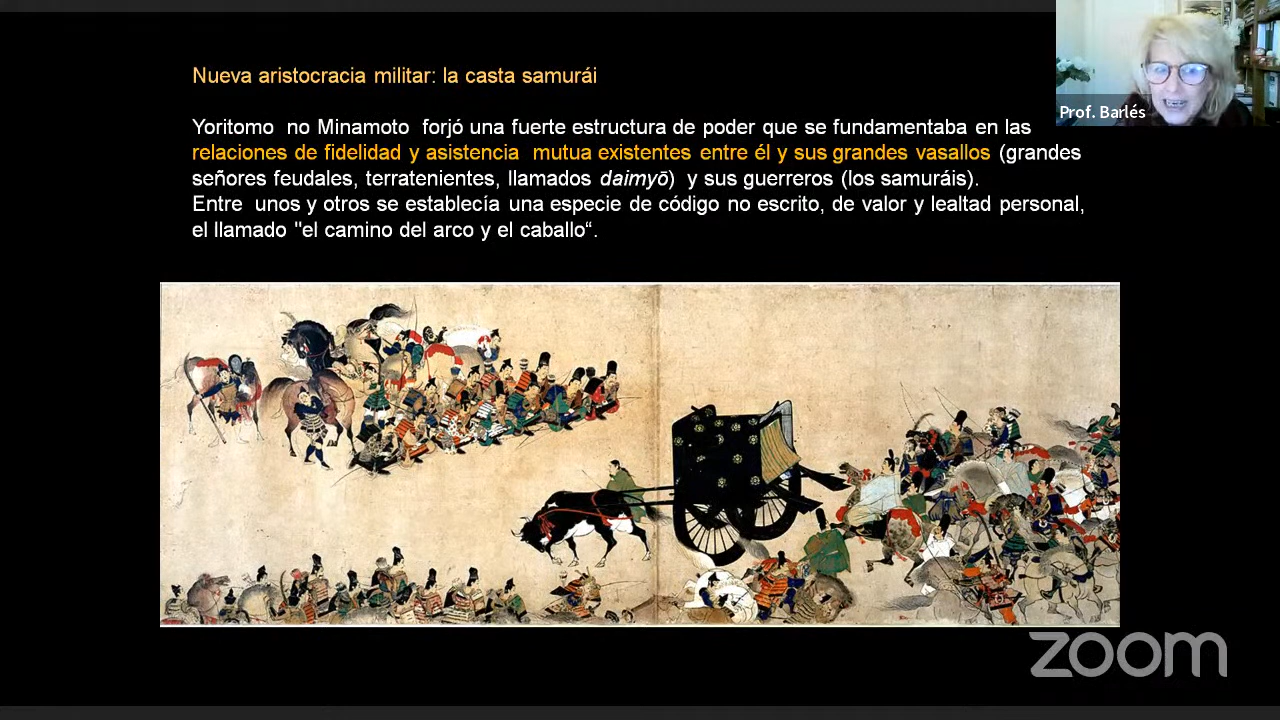 Nueva aristocracia militar: la casta samurái
Yoritomo no Minamoto forjó una fuerte estructura de poder que se fundamentaba en las
relaciones de fidelidad y asistencia mutua existentes entre él y sus grandes vasallos (grandes
señores feudales, terratenientes, llamados daimyō) y sus guerreros (los samuráis).
Entre unos y otros se establecía una especie de código no escrito, de valor y lealtad personal,
el llamado "el camino del arco y el caballo“.
Prof. Barlés
zoom